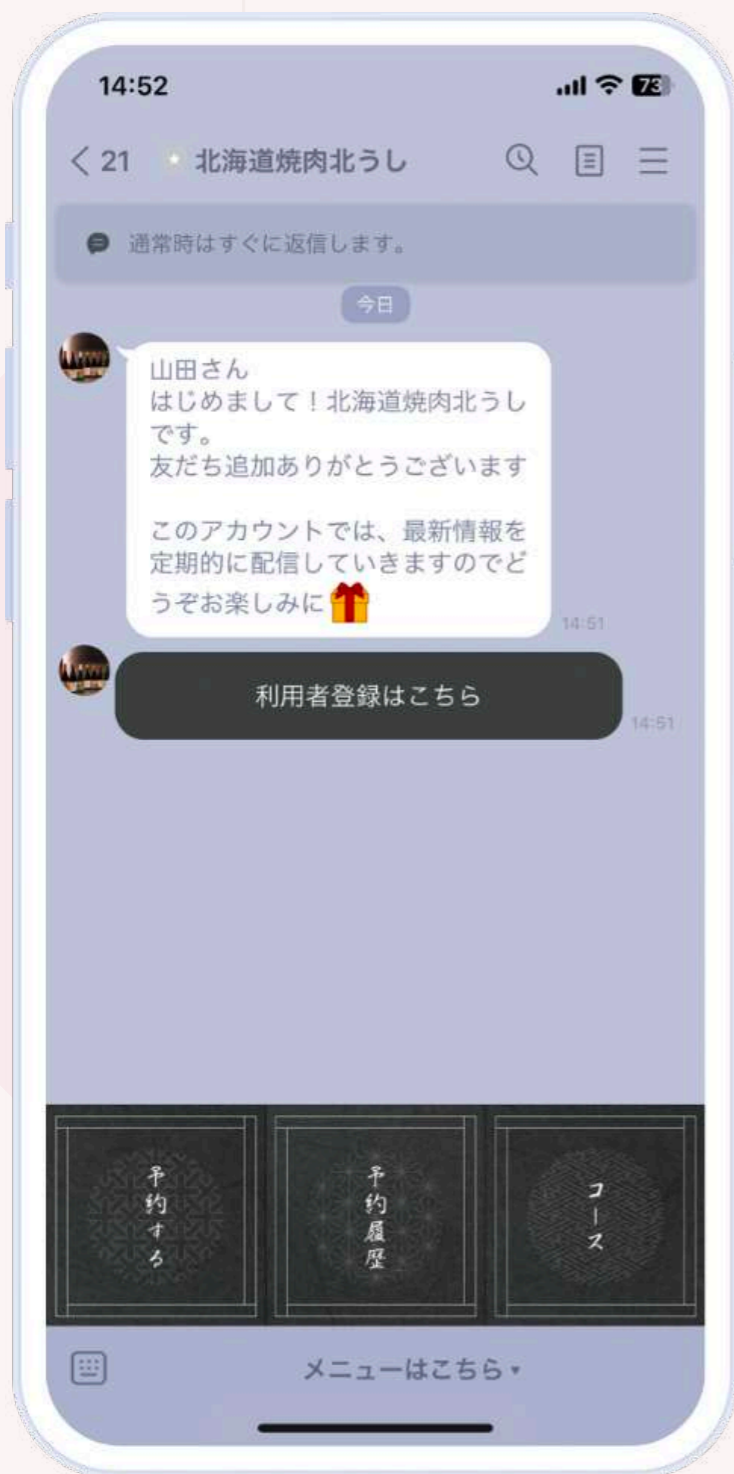 14:52
73
21
北海道焼肉北うし
通常時はすぐに返信します。
今日
山田さん
はじめまして！北海道焼肉北うし
です。
友だち追加ありがとうございます
このアカウントでは、最新情報を
定期的に配信していきますのでど
うぞお楽しみに
14:51
利用者登録はこちら
14:51
予約する
予約履歴
コース
メニューはこちら▾